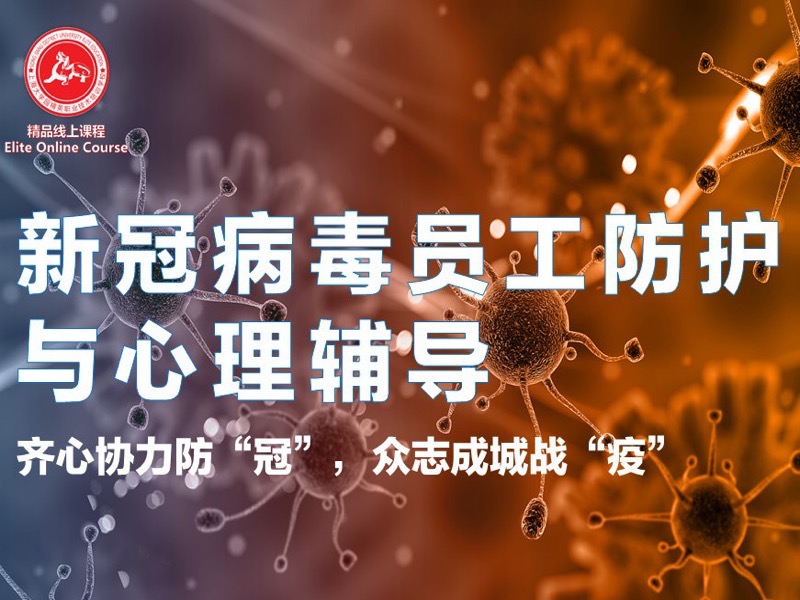 精品线上课程
Elite Online Course
新冠病毒员工防护
与心理辅导
齐心协力防“冠”，众志成城战“疫”